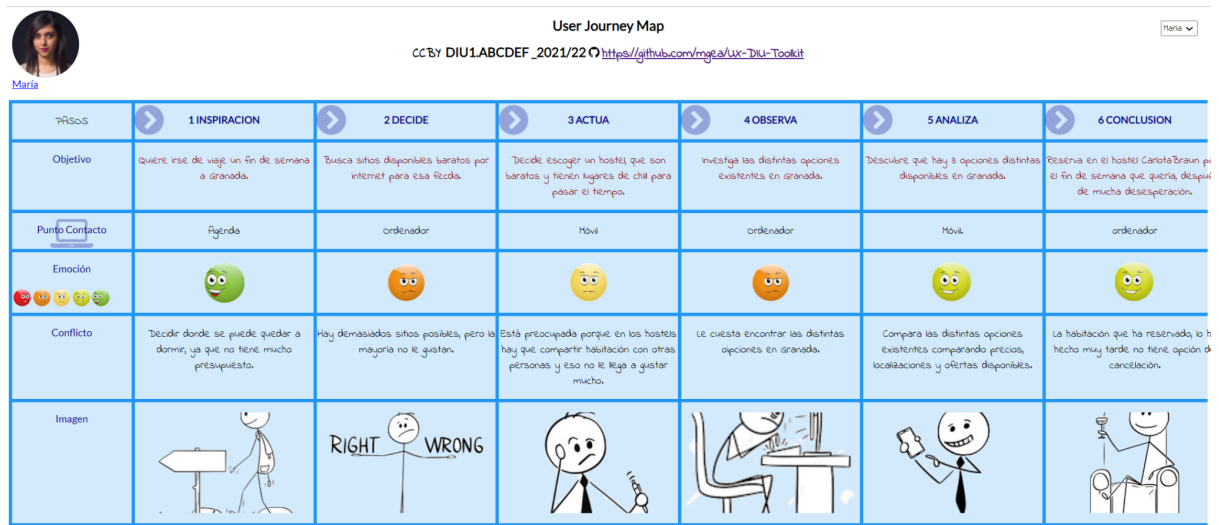 User Journey Map
CCBY DIU1.ABCDEF_2021/22 https://github.com/mgea/UX-DIU-Toolkit
María
María
PASOS
1 INSPIRACION
2 DECIDE
3 ACTUA
4 OBSERVA
5 ANALIZA
6 CONCLUSION
Objetivo
Quiere irse de viaje un fin de semana
a Granada.
Busca sitios disponibles baratos por
internet para esa fecda.
Decide escoger un hostel, que son
baratos y tienen lugares de chill para
pasar el tiempo.
Investiga las distintas opciones
existentes en Granada.
Descubre que hay 3 opciones distintas
disponibles en Granada.
Reserva en el hostel CarlotaBraun pa
el fin de semana que quería, despué
de mucha desesperación.
Punto Contacto
Agenda
Ordenador
Móvil
Ordenador
Móvil.
Ordenador
Emoción
Conflicto
Decidir donde se puede quedar a
dormir, ya que no tiene mucho
presupuesto.
Hay demasiados sitios posibles, pero la
mayoría no le gustan.
Está preocupada porque en los hostels
hay que compartir habitación con otras
personas y eso no le llega a gustar
mucho.
Le cuesta encontrar las distintas
oipciones en Granada.
Compara las distintas opciones
existentes comparando precios,
localizaciones y ofertas disponibles.
La habitación que ha reservado, lo h
hecho muy tarde no tiene opción d
cancelación.
Imagen
RIGHT WRONG